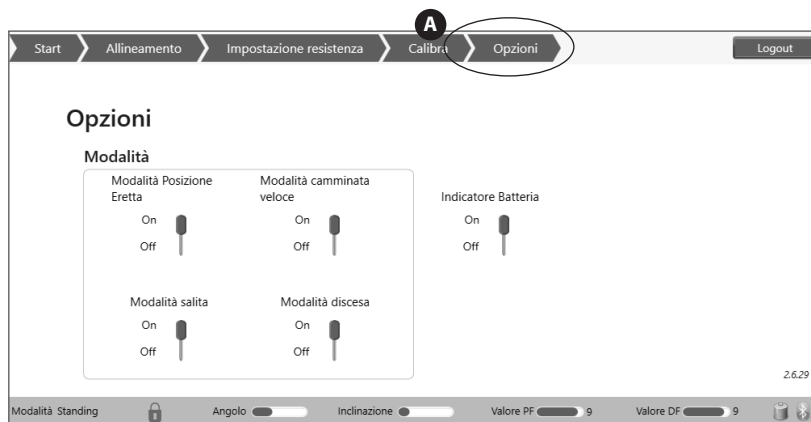 A
Start Allineamento Impostazione resistenza Calibra Opzioni Logout
Opzioni
Modalità
Modalità Posizione Eretta
On
Off
Modalità camminata veloce
On
Off
Indicatore Batteria
On
Off
Modalità salita
On
Off
Modalità discesa
On
Off
2.6.29
Modalità Standing Angolo Inclinazione Valore PF 9 Valore DF 9